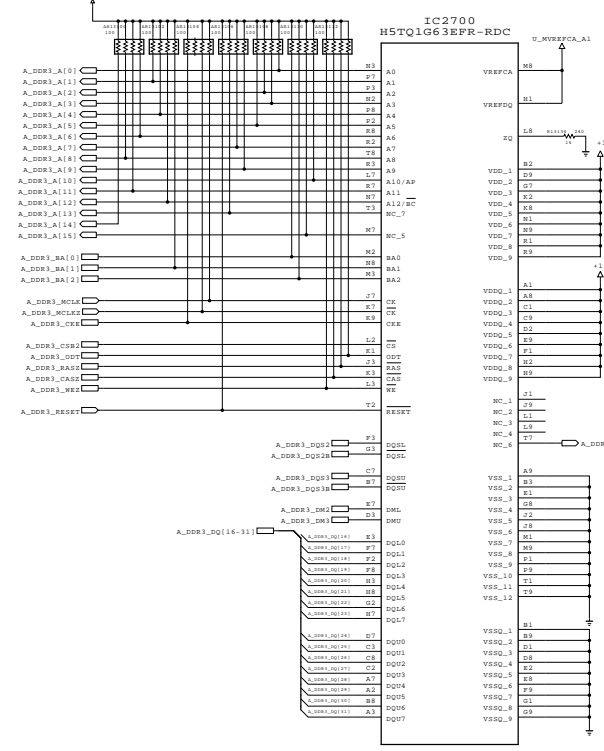 IC2700
H5TQ1G63EFR-RDC
U_MVREFCA_A1
100 100 100 100 100 100 100
A_DDR3_A[0] N3 A0
A_DDR3_A[1] P7 A1
A_DDR3_A[2] P3 A2
A_DDR3_A[3] N2 A3
A_DDR3_A[4] P8 A4
A_DDR3_A[5] P2 A5
A_DDR3_A[6] R8 A6
A_DDR3_A[7] R2 A7
A_DDR3_A[8] T8 A8
A_DDR3_A[9] R3 A9
A_DDR3_A[10] L7 A10/AP
A_DDR3_A[11] R7 A11
A_DDR3_A[12] N7 A12/BC
A_DDR3_A[13] T3 NC_7
A_DDR3_A[14]
A_DDR3_A[15] M7 NC_5
A_DDR3_BA[0] M2 BA0
A_DDR3_BA[1] N8 BA1
A_DDR3_BA[2] M3 BA2
A_DDR3_MCLK J7 CK
A_DDR3_MCLKZ K7 CK
A_DDR3_CKE K9 CKE
A_DDR3_CSB2 L2 CS
A_DDR3_ODT K1 ODT
A_DDR3_RASZ J3 RAS
A_DDR3_CASZ K3 CAS
A_DDR3_WEZ L3 WE
A_DDR3_RESET T2 RESET
A_DDR3_DQS2 F3 DQSL
A_DDR3_DQS2B G3 DQSL
A_DDR3_DQS3 C7 DQSU
A_DDR3_DQS3B B7 DQSU
A_DDR3_DM2 E7 DML
A_DDR3_DM3 D3 DMU
A_DDR3_DQ[16-31]
A_DDR3_DQ[16] E3 DQL0
A_DDR3_DQ[17] F7 DQL1
A_DDR3_DQ[18] F2 DQL2
A_DDR3_DQ[19] F8 DQL3
A_DDR3_DQ[20] H3 DQL4
A_DDR3_DQ[21] H8 DQL5
A_DDR3_DQ[22] G2 DQL6
A_DDR3_DQ[23] H7 DQL7
A_DDR3_DQ[24] D7 DQU0
A_DDR3_DQ[25] C3 DQU1
A_DDR3_DQ[26] C8 DQU2
A_DDR3_DQ[27] C2 DQU3
A_DDR3_DQ[28] A7 DQU4
A_DDR3_DQ[29] A2 DQU5
A_DDR3_DQ[30] B8 DQU6
A_DDR3_DQ[31] A3 DQU7
VREFCA M8
VREFDQ H1
ZQ L8 240
1%
+1
VDD_1 B2
VDD_2 D9
VDD_3 G7
VDD_4 K2
VDD_5 K8
VDD_6 N1
VDD_7 N9
VDD_8 R1
VDD_9 R9
+1
VDDQ_1 A1
VDDQ_2 A8
VDDQ_3 C1
VDDQ_4 C9
VDDQ_5 D2
VDDQ_6 E9
VDDQ_7 F1
VDDQ_8 H2
VDDQ_9 H9
NC_1 J1
NC_2 J9
NC_3 L1
NC_4 L9
NC_6 T7 A_DDR
VSS_1 A9
VSS_2 B3
VSS_3 E1
VSS_4 G8
VSS_5 J2
VSS_6 J8
VSS_7 M1
VSS_8 M9
VSS_9 P1
VSS_10 P9
VSS_11 T1
VSS_12 T9
VSSQ_1 B1
VSSQ_2 B9
VSSQ_3 D1
VSSQ_4 D8
VSSQ_5 E2
VSSQ_6 E8
VSSQ_7 F9
VSSQ_8 G1
VSSQ_9 G9